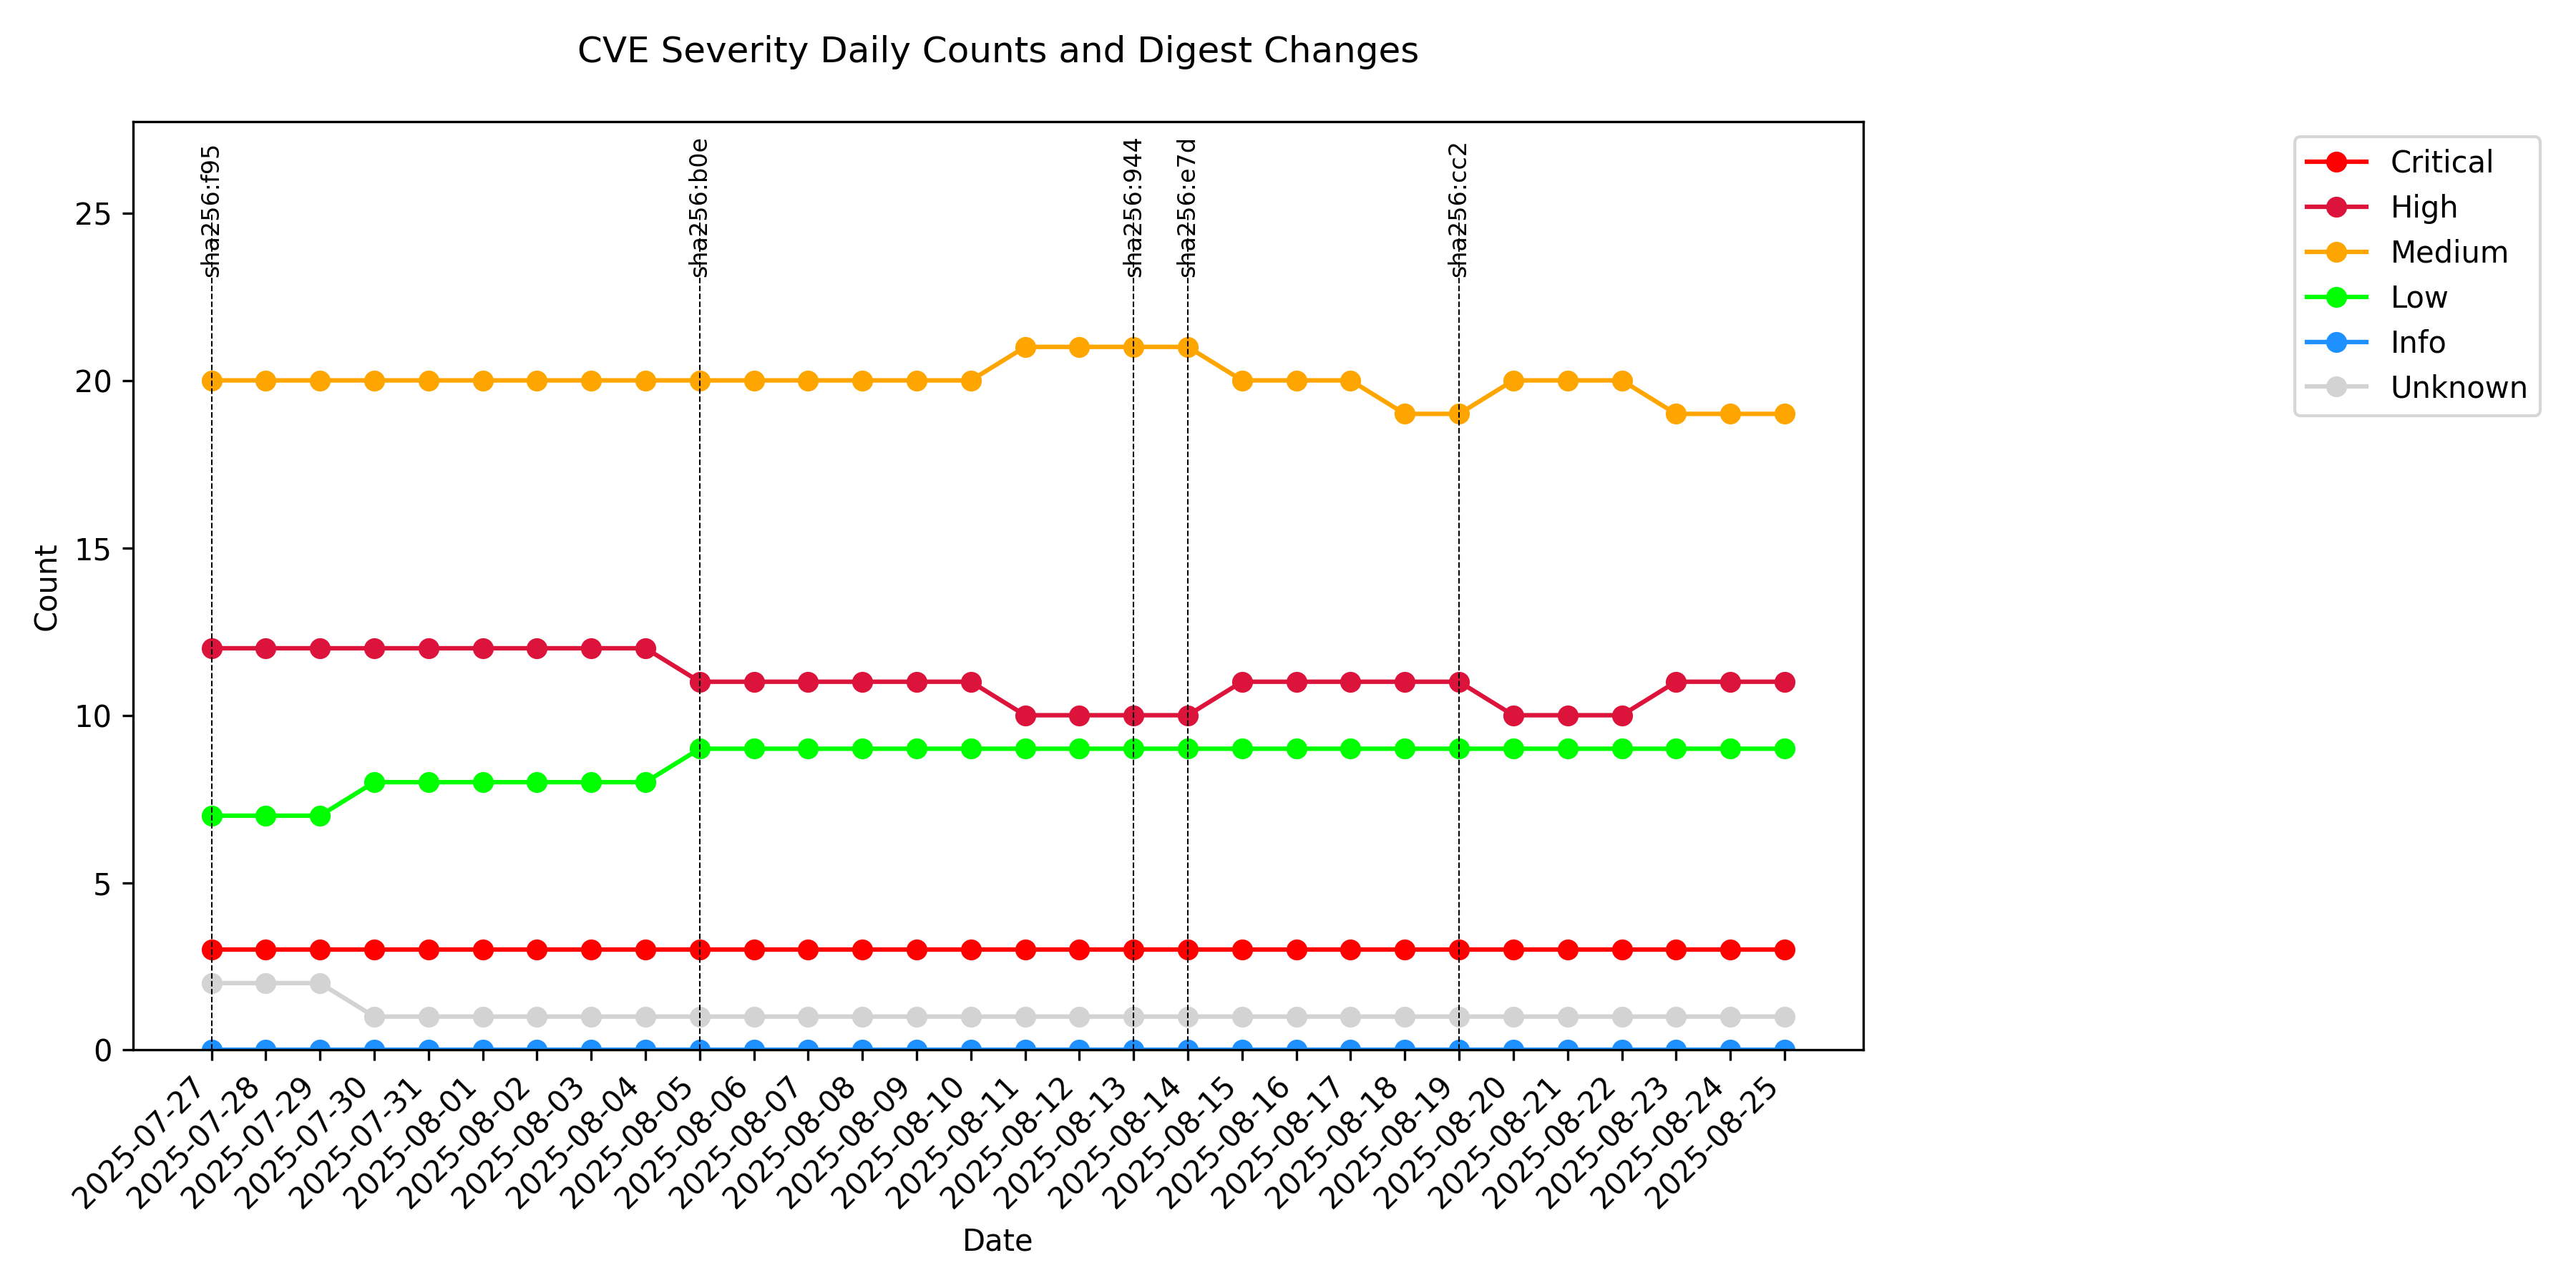 CVE Severity Daily Counts and Digest Changes
sha256:f95
sha256:b0e
sha256:944
sha256:e7d
sha256:cc2
Critical
High
Medium
Low
Info
Unknown
Count
25
20
15
10
5
0
2025-07-27
2025-07-28
2025-07-29
2025-07-30
2025-07-31
2025-08-01
2025-08-02
2025-08-03
2025-08-04
2025-08-05
2025-08-06
2025-08-07
2025-08-08
2025-08-09
2025-08-10
2025-08-11
2025-08-12
2025-08-13
2025-08-14
2025-08-15
2025-08-16
2025-08-17
2025-08-18
2025-08-19
2025-08-20
2025-08-21
2025-08-22
2025-08-23
2025-08-24
2025-08-25
Date